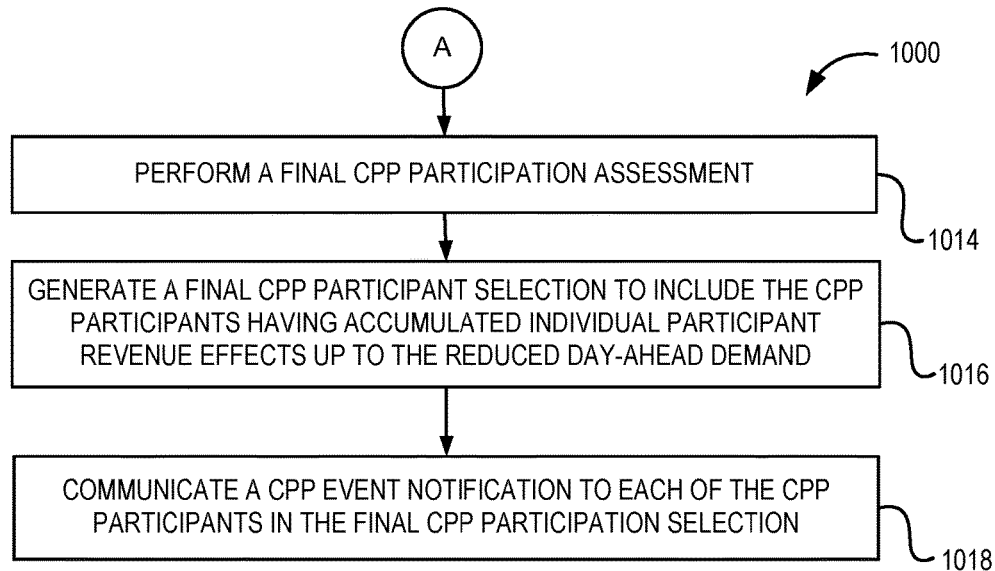 A
1000
PERFORM A FINAL CPP PARTICIPATION ASSESSMENT
1014
GENERATE A FINAL CPP PARTICIPANT SELECTION TO INCLUDE THE CPP
PARTICIPANTS HAVING ACCUMULATED INDIVIDUAL PARTICIPANT
REVENUE EFFECTS UP TO THE REDUCED DAY-AHEAD DEMAND
1016
COMMUNICATE A CPP EVENT NOTIFICATION TO EACH OF THE CPP
PARTICIPANTS IN THE FINAL CPP PARTICIPATION SELECTION
1018